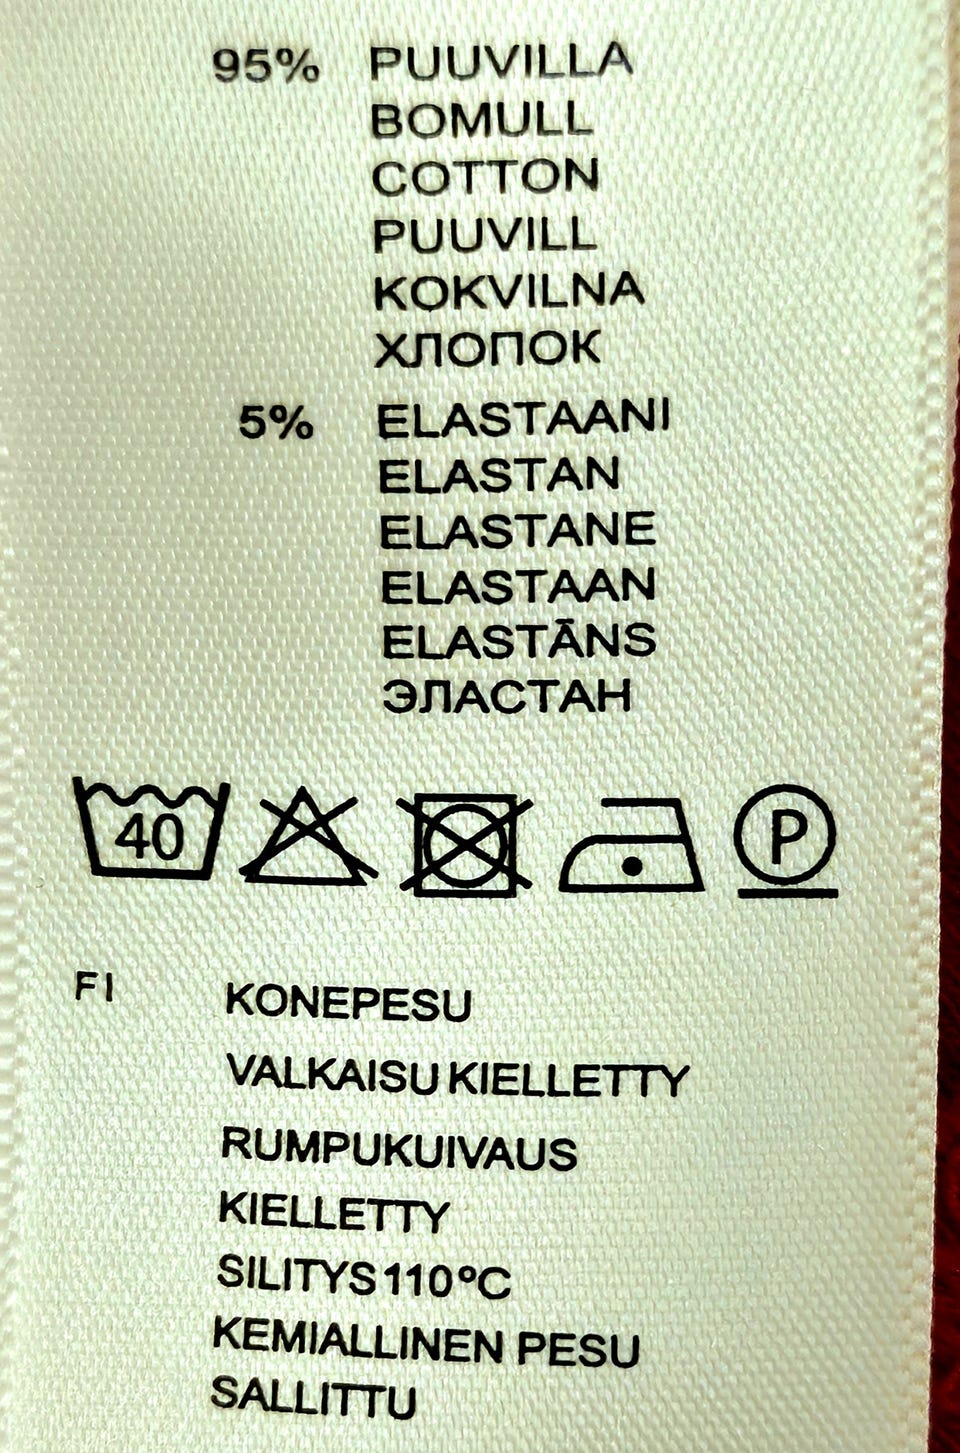 95% PUUVILLA
BOMULL
COTTON
PUUVILL
KOKVILNA
ХЛОПОК
5% ELASTAANI
ELASTAN
ELASTANE
ELASTAAN
ELASTĀNS
ЭЛАСТАН
40 P
FI KONEPESU
VALKAISU KIELLETTY
RUMPUKUIVAUS
KIELLETTY
SILITYS 110°C
KEMIALLINEN PESU
SALLITTU